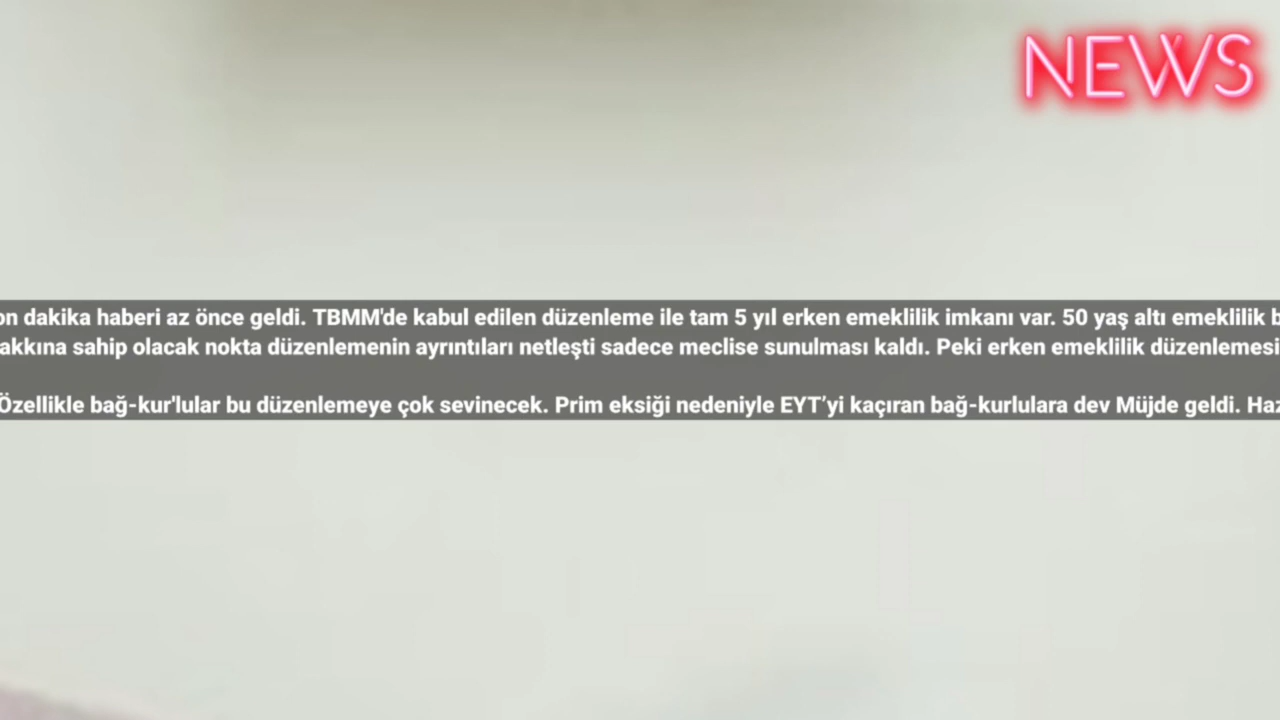 NEWS
on dakika haberi az önce geldi. TBMM'de kabul edilen düzenleme ile tam 5 yıl erken emeklilik imkanı var. 50 yaş altı emeklilik b
akkına sahip olacak nokta düzenlemenin ayrıntıları netleşti sadece meclise sunulması kaldı. Peki erken emeklilik düzenlemesi
Özellikle bağ-kur'lular bu düzenlemeye çok sevinecek. Prim eksiği nedeniyle EYT’yi kaçıran bağ-kurlulara dev Müjde geldi. Haz